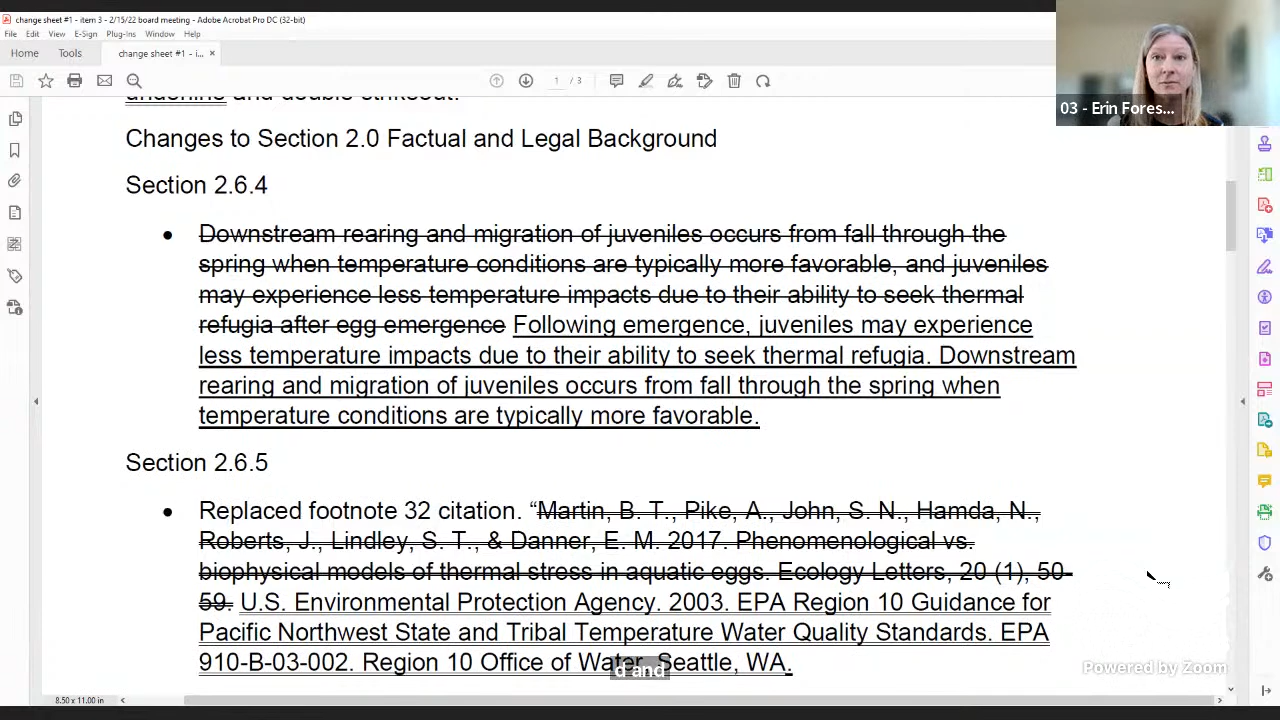 change sheet #1 - item 3 - 2/15/22 board meeting - Adobe Acrobat Pro DC (32-bit)
File Edit View E-Sign Plug-Ins Window Help
Home Tools change sheet #1 - i... ×
1 / 3
03 - Erin Fores...
underline and double strikeout.
Changes to Section 2.0 Factual and Legal Background
Section 2.6.4
• Downstream rearing and migration of juveniles occurs from fall through the
spring when temperature conditions are typically more favorable, and juveniles
may experience less temperature impacts due to their ability to seek thermal
refugia after egg emergence Following emergence, juveniles may experience
less temperature impacts due to their ability to seek thermal refugia. Downstream
rearing and migration of juveniles occurs from fall through the spring when
temperature conditions are typically more favorable.
Section 2.6.5
• Replaced footnote 32 citation. “Martin, B. T., Pike, A., John, S. N., Hamda, N.,
Roberts, J., Lindley, S. T., & Danner, E. M. 2017. Phenomenological vs.
biophysical models of thermal stress in aquatic eggs. Ecology Letters, 20 (1), 50-
59. U.S. Environmental Protection Agency. 2003. EPA Region 10 Guidance for
Pacific Northwest State and Tribal Temperature Water Quality Standards. EPA
910-B-03-002. Region 10 Office of Water, Seattle, WA.
d and
Powered by Zoom
8.50 x 11.00 in